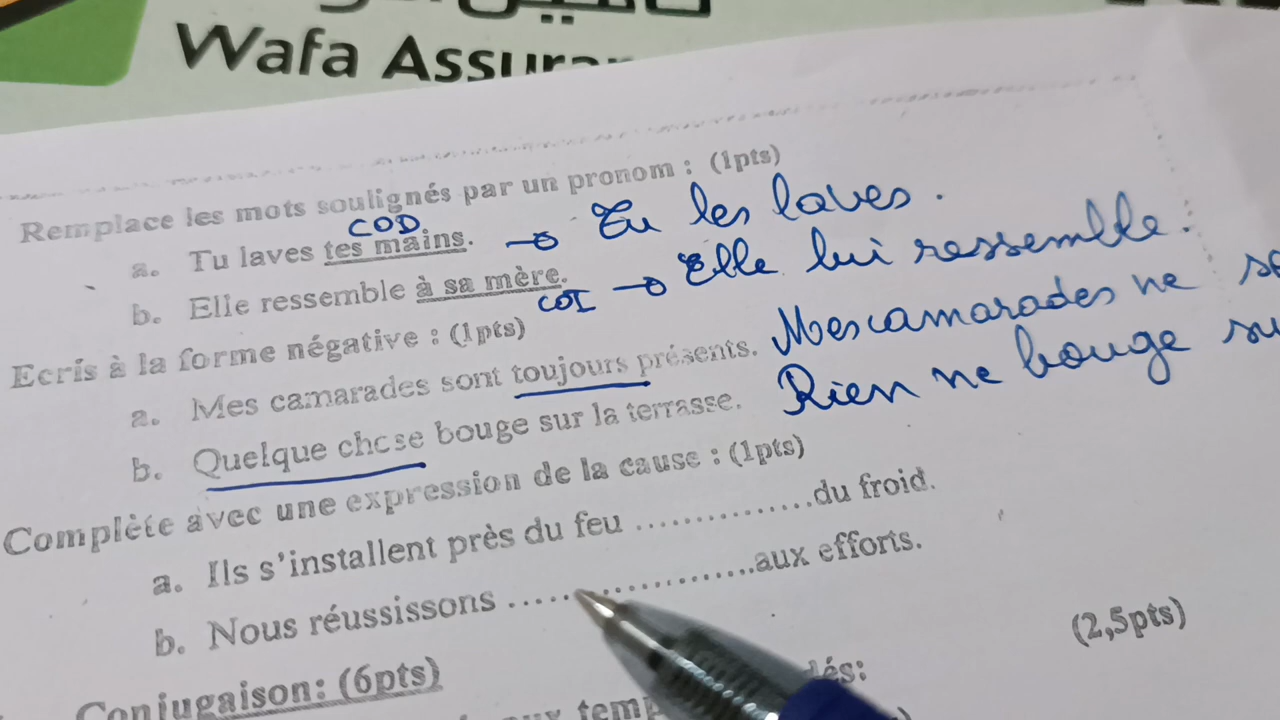 Wafa Assuran
Remplace les mots soulignés par un pronom : (1pts)
COD
a. Tu laves tes mains. → Tu les laves.
b. Elle ressemble à sa mère. → Elle lui ressemble.
COI
Ecris à la forme négative : (1pts)
a. Mes camarades sont toujours présents. Mes camarades ne
b. Quelque chose bouge sur la terrasse. Rien ne bouge su
Complète avec une expression de la cause : (1pts)
a. Ils s'installent près du feu ...............du froid.
b. Nous réussissons .....................aux efforts.
(2,5pts)
Conjugaison: (6pts)